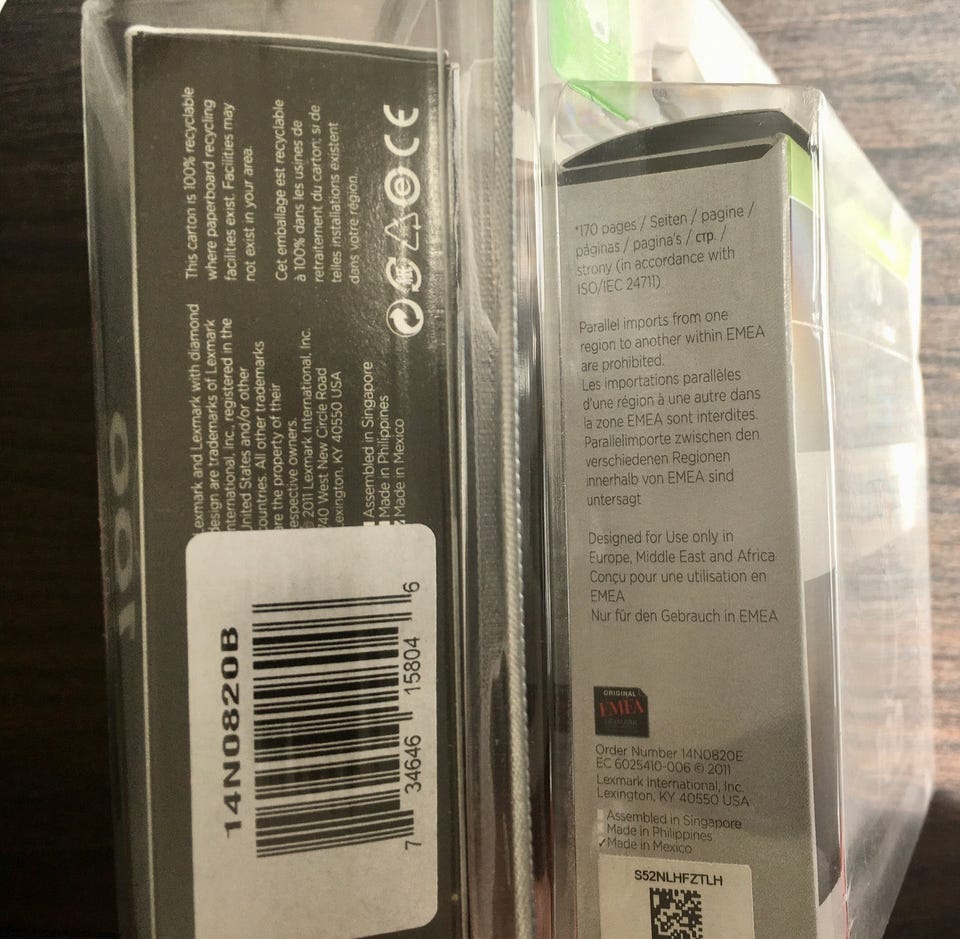 100
This carton is 100% recyclable
where paperboard recycling
facilities exist. Facilities may
not exist in your area.
Cet emballage est recyclable
à 100% dans les usines de
retraitement du carton; si de
telles installations existent
dans votre région.
CE
exmark and Lexmark with diamond
design are trademarks of Lexmark
nternational, Inc., registered in the
United States and/or other
ountries. All other trademarks
re the property of their
espective owners.
2011 Lexmark International, Inc.
740 West New Circle Road
exington, KY 40550 USA
Assembled in Singapore
Made in Philippines
✓Made in Mexico
14N0820B
7 34646 15804 6
*170 pages / Seiten / pagine /
páginas / pagina's / стр. /
strony (in accordance with
ISO/IEC 24711)
Parallel imports from one
region to another within EMEA
are prohibited.
Les importations parallèles
d'une région à une autre dans
la zone EMEA sont interdites.
Parallelimporte zwischen den
verschiedenen Regionen
innerhalb von EMEA sind
untersagt
Designed for Use only in
Europe, Middle East and Africa
Conçu pour une utilisation en
EMEA
Nur für den Gebrauch in EMEA
ORIGINAL
EMEA
LEXMARK
Order Number 14N0820E
EC 6025410-006 © 2011
Lexmark International, Inc.
Lexington, KY 40550 USA
Assembled in Singapore
Made in Philippines
✓Made in Mexico
S52NLHFZTLH